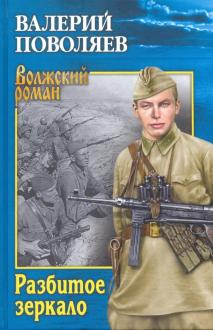 ВАЛЕРИЙ
ПОВОЛЯЕВ
Волжский
роман
Разбитое
зеркало